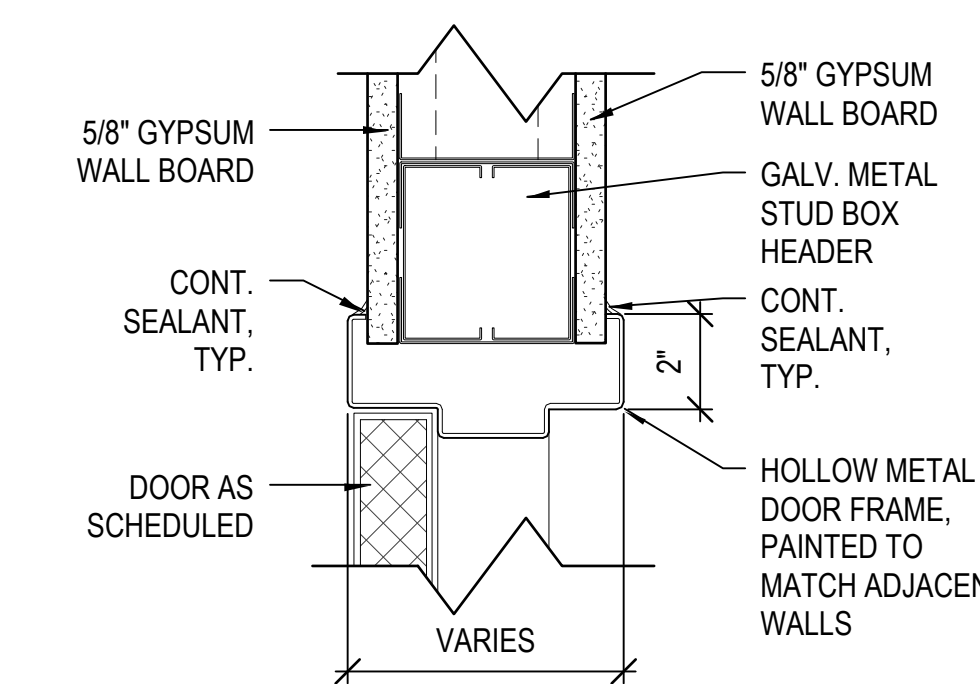 5/8" GYPSUM
WALL BOARD
CONT.
SEALANT,
TYP.
DOOR AS
SCHEDULED
5/8" GYPSUM
WALL BOARD
GALV. METAL
STUD BOX
HEADER
CONT.
SEALANT,
TYP.
2"
HOLLOW METAL
DOOR FRAME,
PAINTED TO
MATCH ADJACEN
WALLS
VARIES